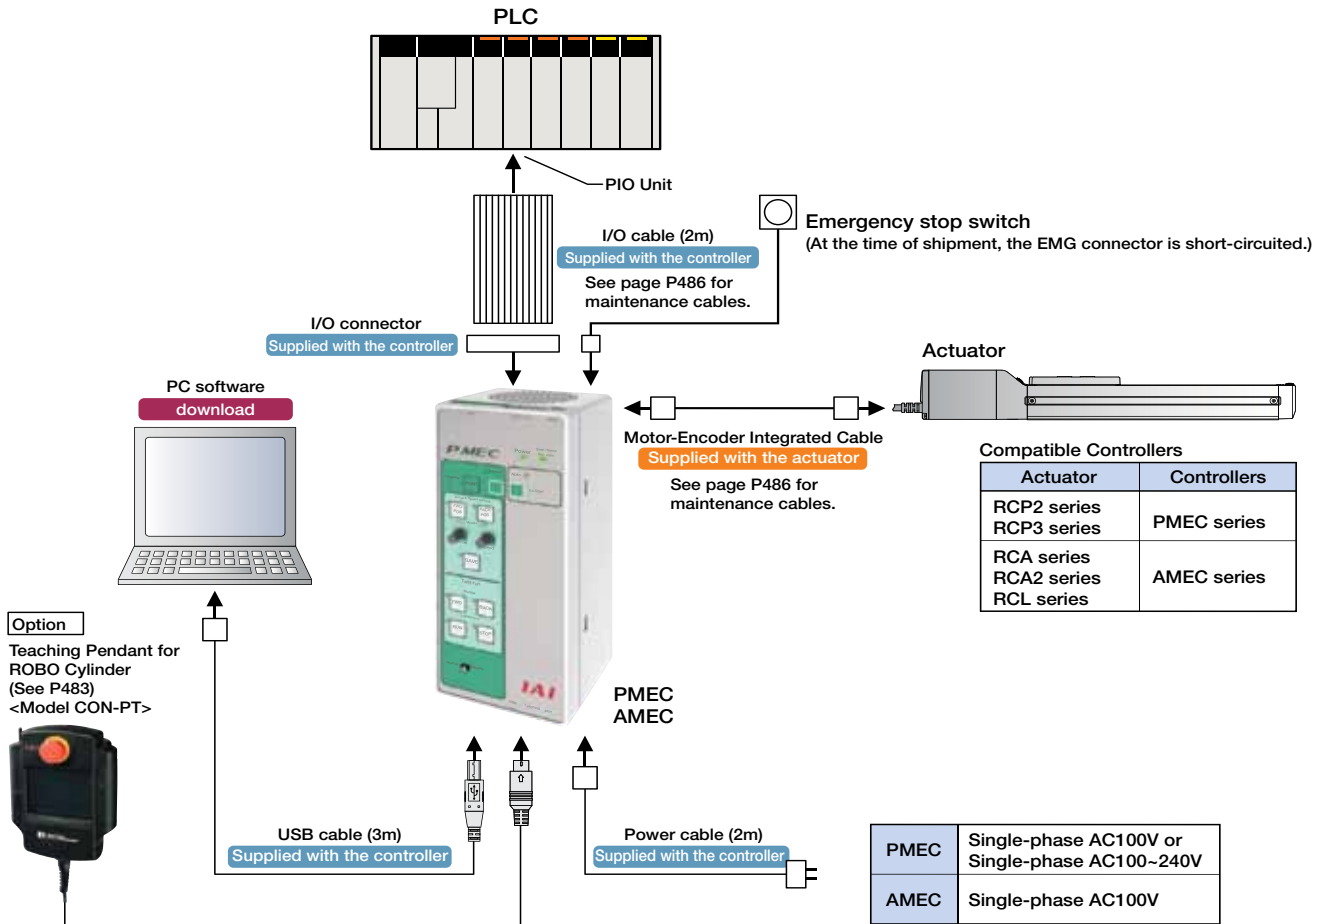 PLC
PIO Unit
I/O cable (2m)
Supplied with the controller
See page P486 for
maintenance cables.
Emergency stop switch
(At the time of shipment, the EMG connector is short-circuited.)
I/O connector
Supplied with the controller
PC software
download
Actuator
Motor-Encoder Integrated Cable
Supplied with the actuator
See page P486 for
maintenance cables.
Compatible Controllers
Actuator Controllers
RCP2 series
RCP3 series
PMEC series
RCA series
RCA2 series
RCL series
AMEC series
PMEC
IAI
PMEC
AMEC
Option
Teaching Pendant for
ROBO Cylinder
(See P483)
<Model CON-PT>
USB cable (3m)
Supplied with the controller
Power cable (2m)
Supplied with the controller
PMEC Single-phase AC100V or
Single-phase AC100~240V
AMEC Single-phase AC100V